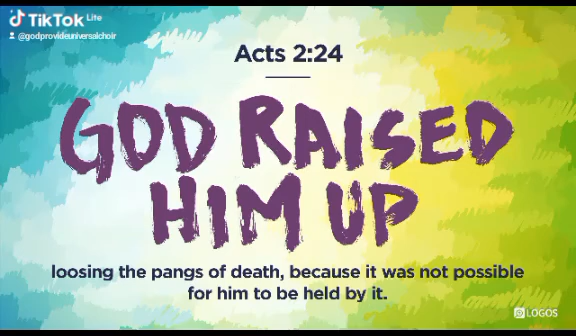 TikTok Lite
@godprovideuniversalchoir
Acts 2:24
GOD RAISED
HIM UP
loosing the pangs of death, because it was not possible
for him to be held by it.
LOGOS